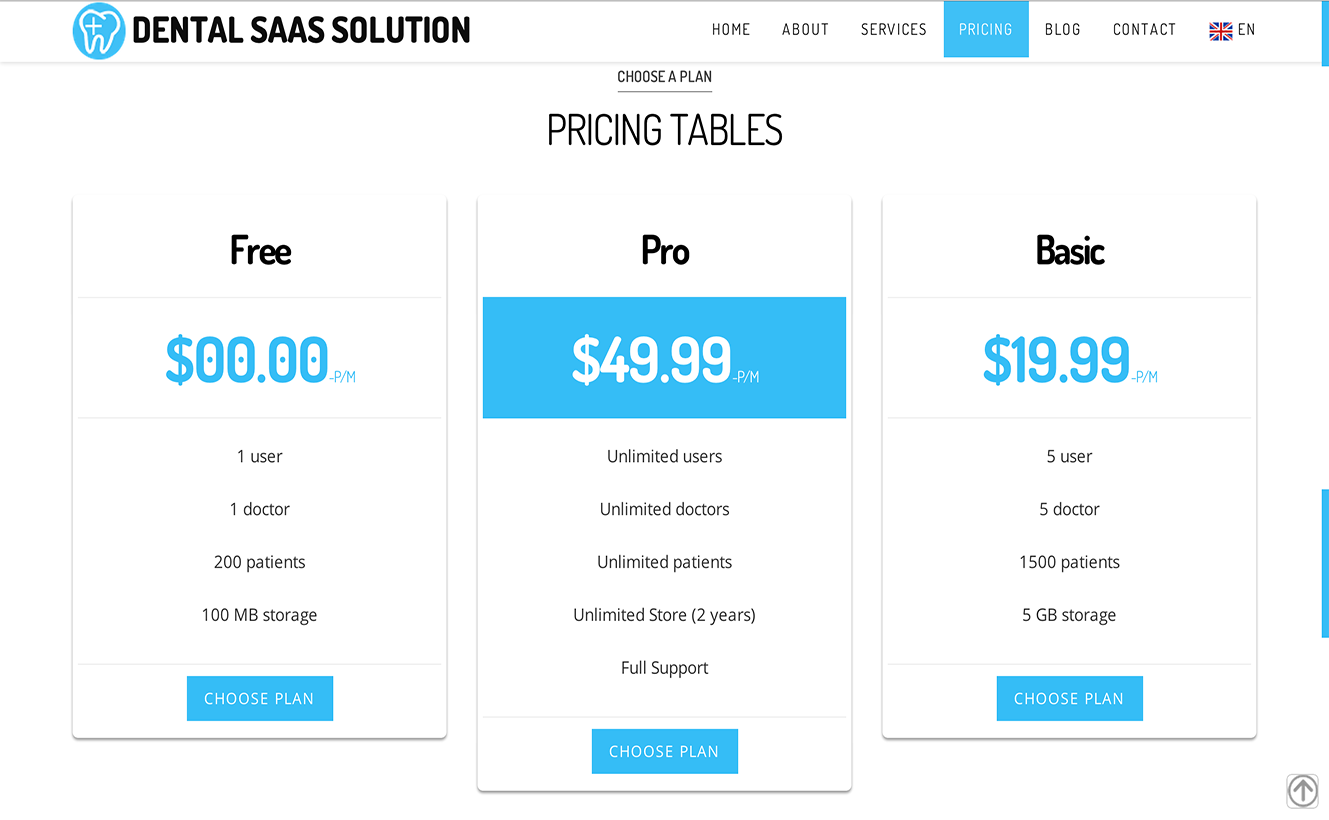 DENTAL SAAS SOLUTION
HOME ABOUT SERVICES PRICING BLOG CONTACT EN
CHOOSE A PLAN
PRICING TABLES
Free
$00.00-P/M
1 user
1 doctor
200 patients
100 MB storage
CHOOSE PLAN
Pro
$49.99-P/M
Unlimited users
Unlimited doctors
Unlimited patients
Unlimited Store (2 years)
Full Support
CHOOSE PLAN
Basic
$19.99-P/M
5 user
5 doctor
1500 patients
5 GB storage
CHOOSE PLAN